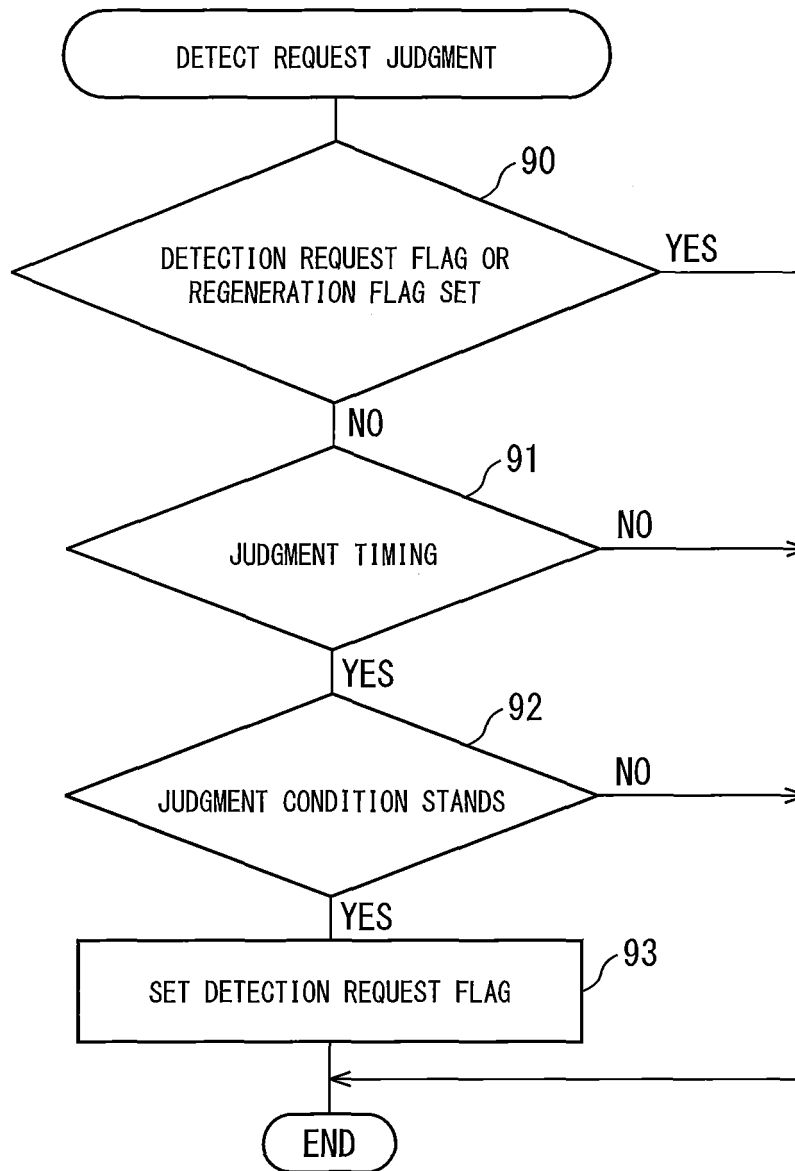 DETECT REQUEST JUDGMENT
90
DETECTION REQUEST FLAG OR
REGENERATION FLAG SET
YES
NO
91
JUDGMENT TIMING
NO
YES
92
JUDGMENT CONDITION STANDS
NO
YES
93
SET DETECTION REQUEST FLAG
END